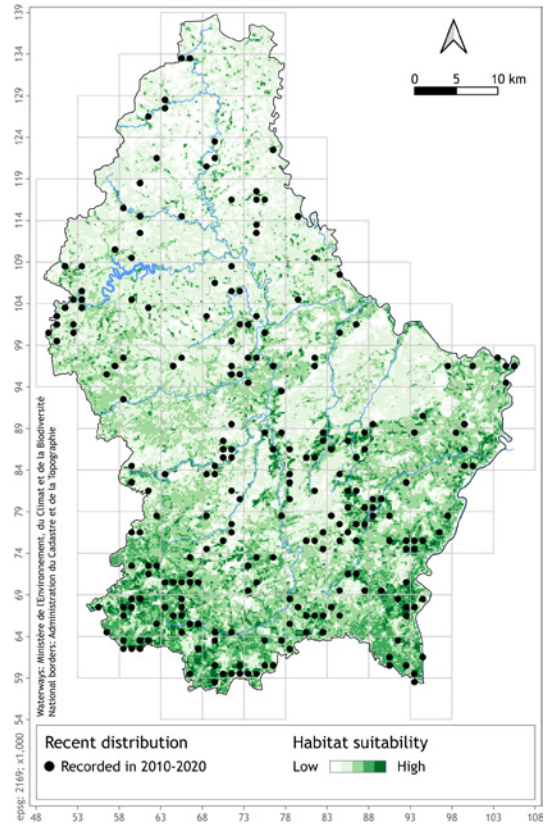 139
134
129
124
119
114
109
104
99
94
89
84
79
74
69
64
59
54
0 5 10 km
Waterways: Ministère de l'Environnement, du Climat et de la Biodiversité
National borders: Administration du Cadastre et de la Topographie
Recent distribution
Recorded in 2010-2020
Habitat suitability
Low High
epsg: 2169; x1,000
48 53 58 63 68 73 78 83 88 93 98 103 108